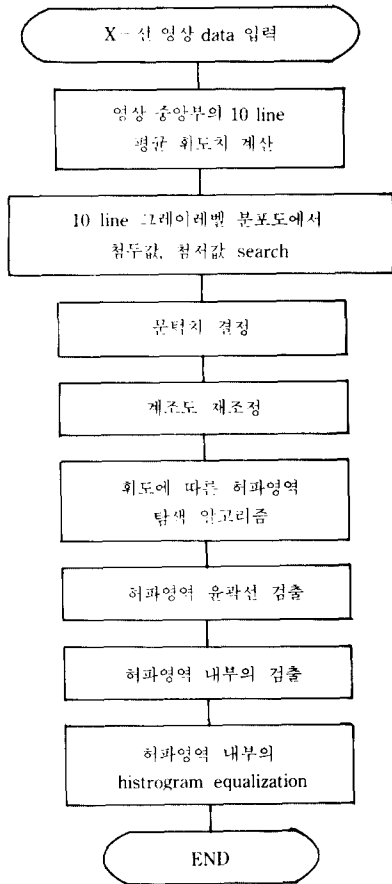 X－선 영상 data 입력
영상 중앙부의 10 line
평균 휘도치 계산
10 line 그레이레벨 분포도에서
첨두값, 첨저값 search
문턱치 결정
계조도 재조정
휘도에 따른 허파영역
탐색 알고리즘
허파영역 윤곽선 검출
허파영역 내부의 검출
허파영역 내부의
histrogram equalization
END